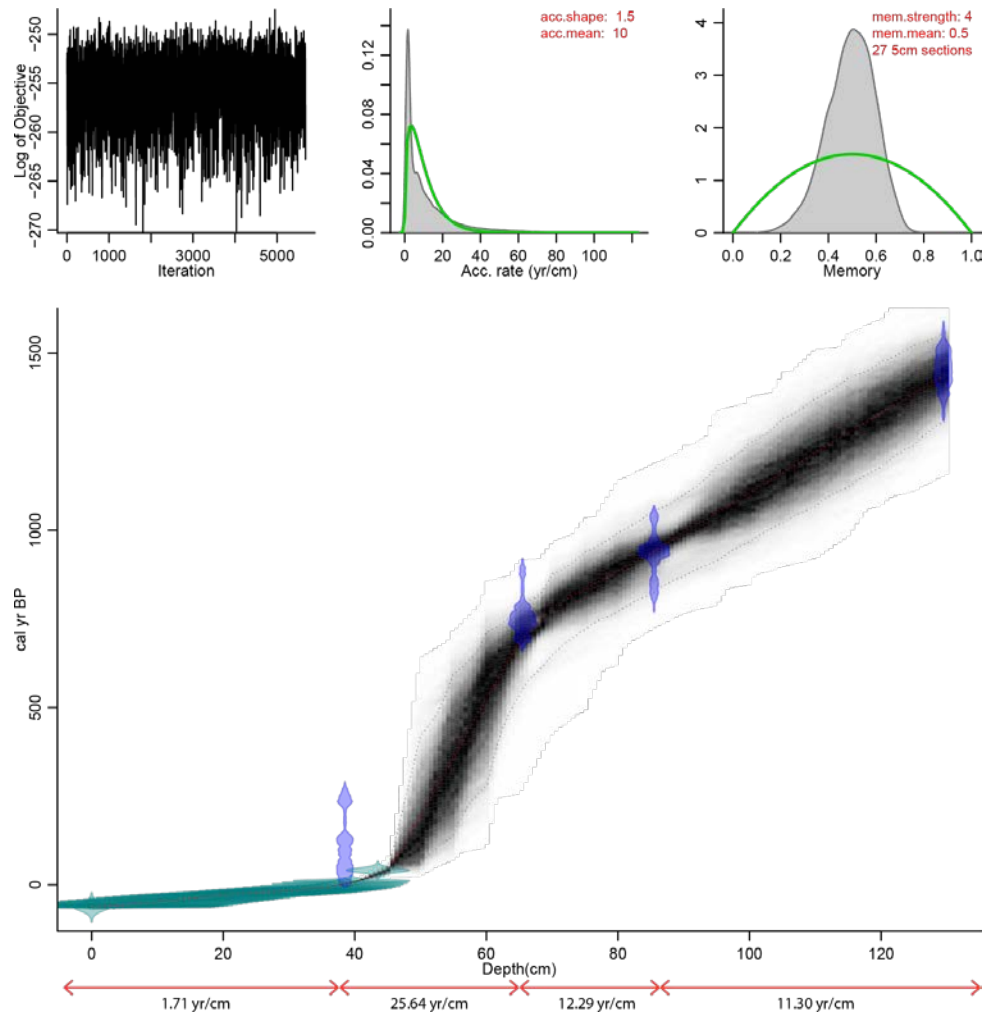 -250
-255
-260
-265
-270
Log of Objective
0 1000 3000 5000
Iteration
acc.shape: 1.5
acc.mean: 10
0.12
0.08
0.04
0.00
0 20 40 60 80 100
Acc. rate (yr/cm)
mem.strength: 4
mem.mean: 0.5
27 5cm sections
4
3
2
1
0
0.0 0.2 0.4 0.6 0.8 1.0
Memory
1500
1000
500
0
cal yr BP
0 20 40 60 80 100 120
Depth(cm)
1.71 yr/cm 25.64 yr/cm 12.29 yr/cm 11.30 yr/cm